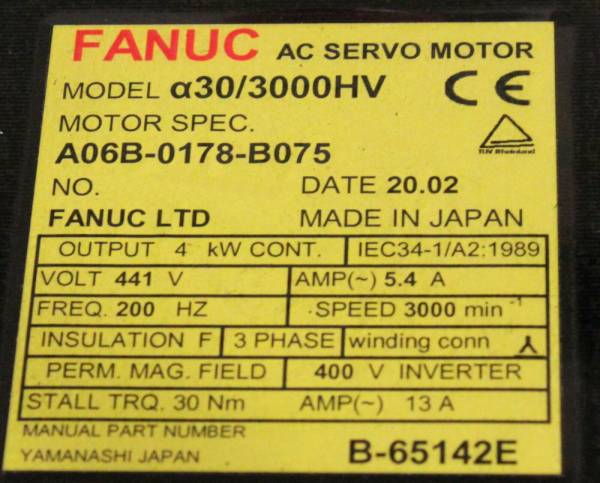 FANUC AC SERVO MOTOR
MODEL α30/3000HV CE
MOTOR SPEC.
A06B-0178-B075
TUV Rheinland
NO. DATE 20.02
FANUC LTD MADE IN JAPAN
OUTPUT 4 kW CONT. IEC34-1/A2:1989
VOLT 441 V AMP(~) 5.4 A
FREQ. 200 HZ SPEED 3000 min⁻¹
INSULATION F 3 PHASE winding conn
PERM. MAG. FIELD 400 V INVERTER
STALL TRQ. 30 Nm AMP(~) 13 A
MANUAL PART NUMBER
YAMANASHI JAPAN B-65142E